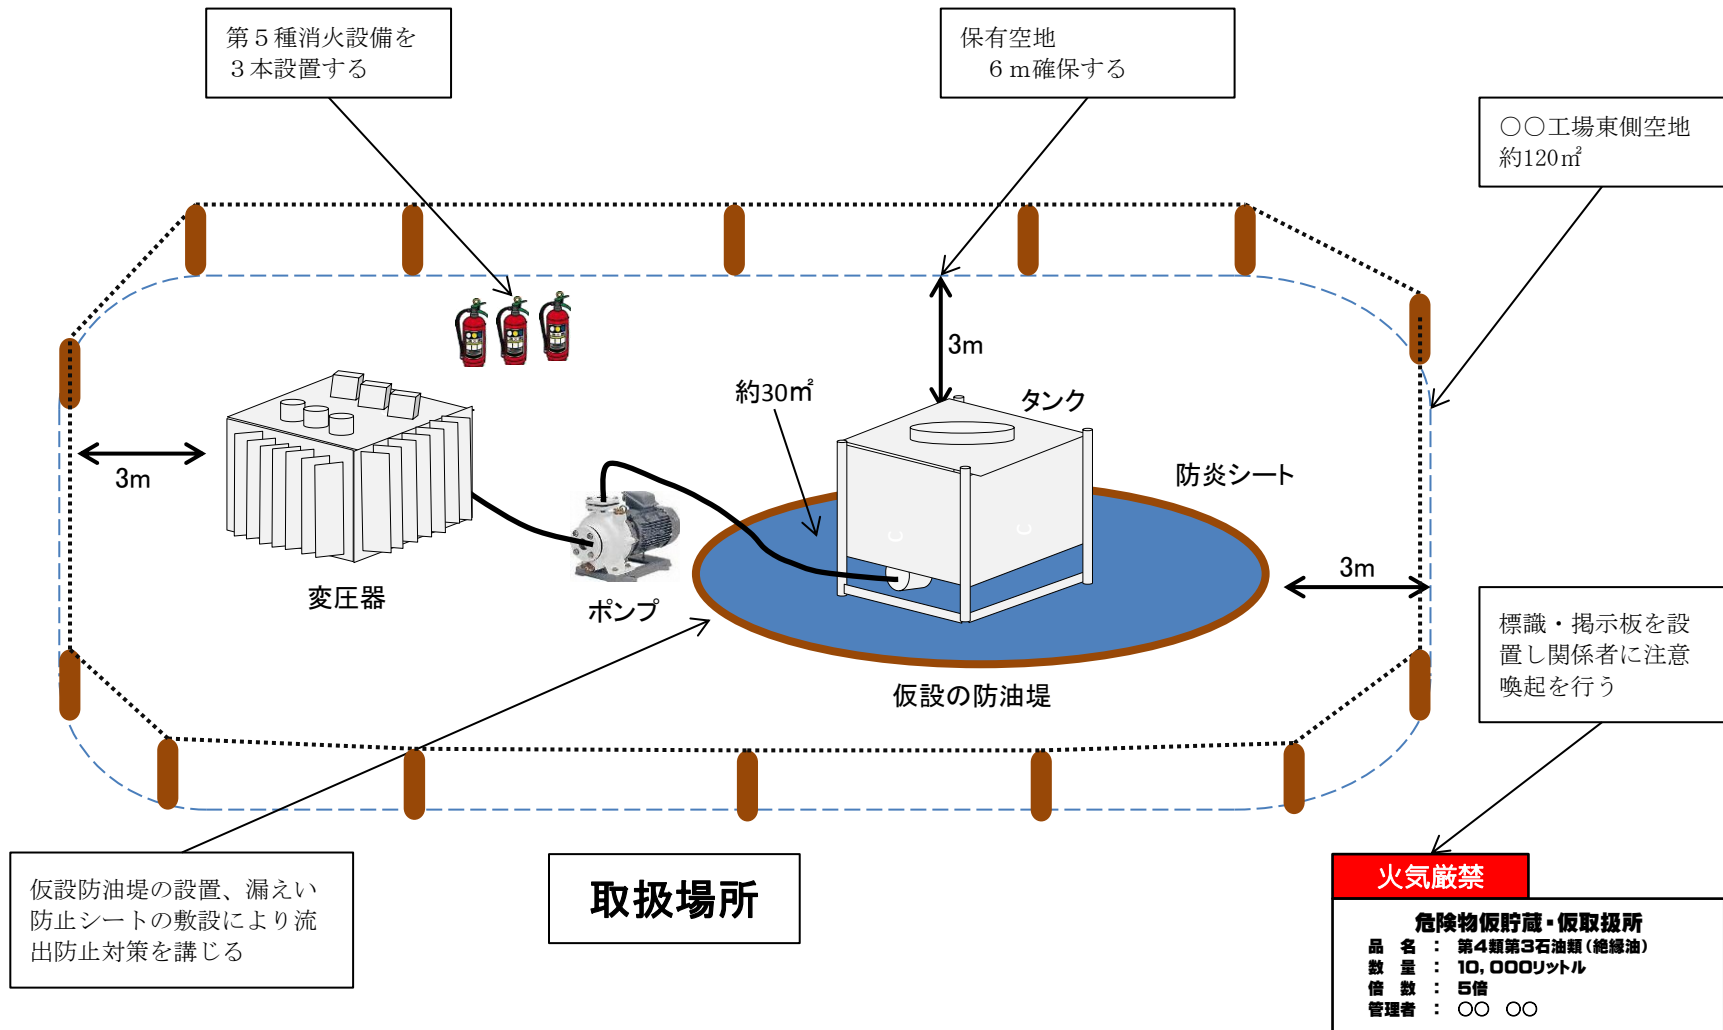 第５種消火設備を
３本設置する
保有空地
６ｍ確保する
○○工場東側空地
約120㎡
3m
約30㎡
タンク
防炎シート
3m
変圧器
ポンプ
3m
仮設の防油堤
標識・掲示板を設
置し関係者に注意
喚起を行う
仮設防油堤の設置、漏えい
防止シートの敷設により流
出防止対策を講じる
取扱場所
火気厳禁
危険物仮貯蔵・仮取扱所
品　名　：　第4類第3石油類（絶縁油）
数　量　：　10,000リットル
倍　数　：　5倍
管理者　：　○○　○○